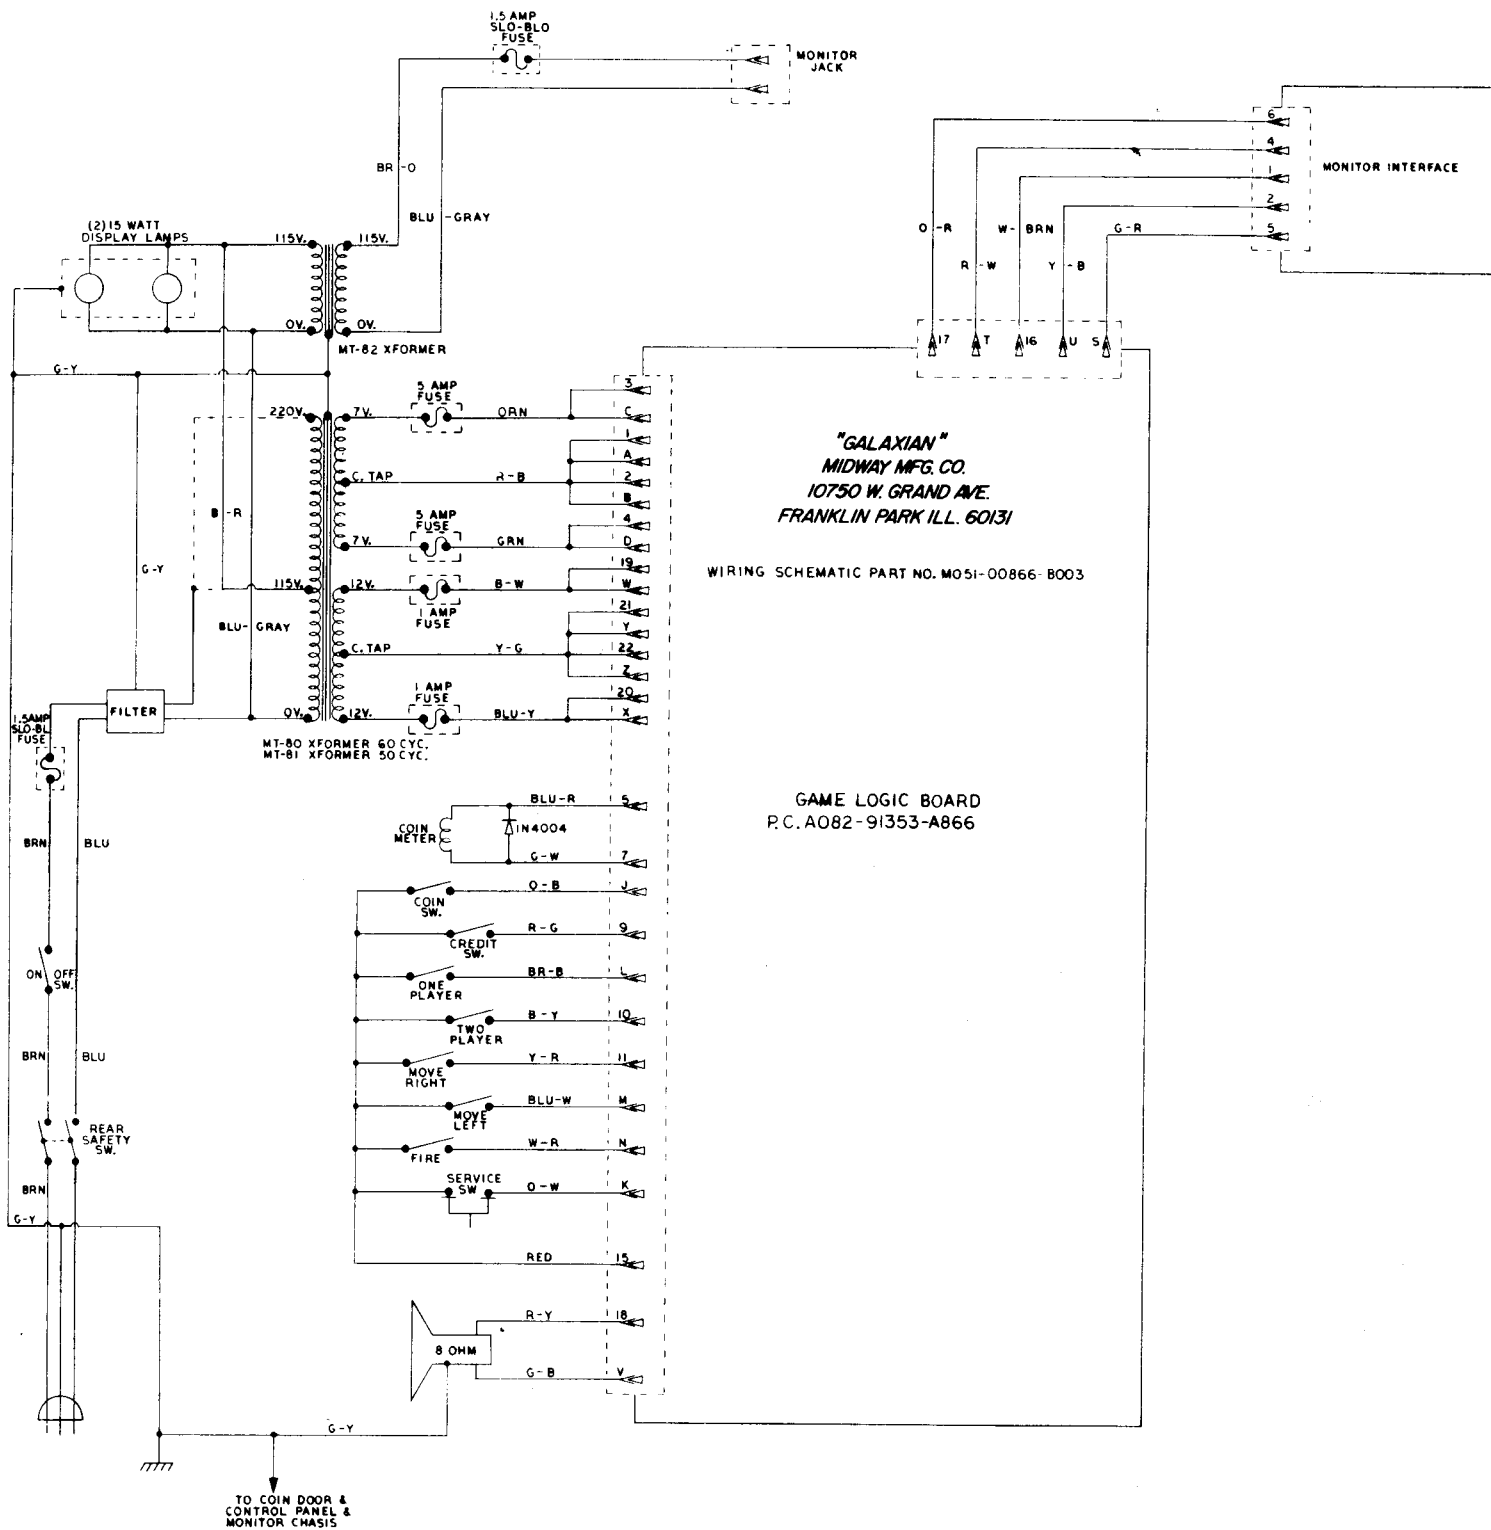 1.5 AMP
SLO-BLO
FUSE
MONITOR
JACK
BR-O
BLU-GRAY
6
4
1
2
5
MONITOR INTERFACE
O-R
W-BRN
G-R
R-W
Y-B
17
T
16
U
S
(2) 15 WATT
DISPLAY LAMPS
115V.
115V.
0V.
0V.
MT-82 XFORMER
G-Y
220V.
7V.
5 AMP
FUSE
ORN
3
C
1
A
C. TAP
R-B
2
B
B-R
5 AMP
FUSE
4
7V.
GRN
D
G-Y
19
115V.
12V.
B-W
W
1 AMP
FUSE
21
Y
BLU-GRAY
C. TAP
Y-G
22
Z
1 AMP
FUSE
20
0V.
12V.
BLU-Y
X
FILTER
1.5AMP
SLO-BL
FUSE
MT-80 XFORMER 60 CYC.
MT-81 XFORMER 50 CYC.
"GALAXIAN"
MIDWAY MFG. CO.
10750 W. GRAND AVE.
FRANKLIN PARK ILL. 60131
WIRING SCHEMATIC PART NO. M051-00866-B003
GAME LOGIC BOARD
P.C. A082-91353-A866
BRN
BLU
COIN
METER
1N4004
BLU-R
5
G-W
7
O-B
J
COIN
SW.
R-G
9
CREDIT
SW.
BR-B
L
ONE
PLAYER
B-Y
10
TWO
PLAYER
Y-R
11
MOVE
RIGHT
BLU-W
M
MOVE
LEFT
W-R
N
FIRE
SERVICE
SW
O-W
K
RED
15
R-Y
18
8 OHM
G-B
V
ON OFF
SW.
BRN
BLU
REAR
SAFETY
SW.
BRN
G-Y
G-Y
TO COIN DOOR &
CONTROL PANEL &
MONITOR CHASIS